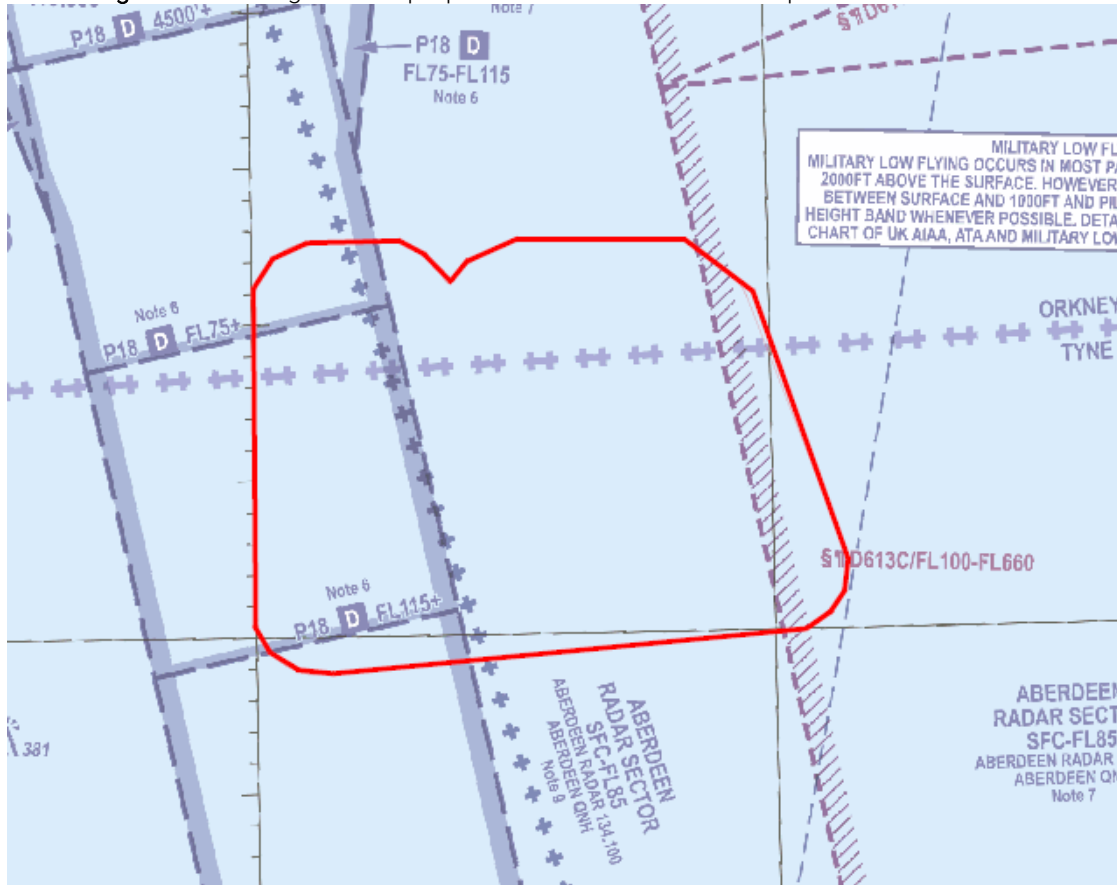 Note 7
P18 D 4500'+
P18 D
FL75-FL115
Note 6
MILITARY LOW FL
MILITARY LOW FLYING OCCURS IN MOST PA
2000FT ABOVE THE SURFACE. HOWEVER
BETWEEN SURFACE AND 1000FT AND PIL
HEIGHT BAND WHENEVER POSSIBLE. DETA
CHART OF UK AIAA, ATA AND MILITARY LOW
Note 6
P18 D FL75+
ORKNEY
TYNE
§¶D613C/FL100-FL660
Note 6
P18 D FL115+
381
ABERDEEN
RADAR SECTOR
SFC-FL85
ABERDEEN RADAR 134.100
ABERDEEN QNH
Note 9
ABERDEEN
RADAR SECT
SFC-FL85
ABERDEEN RADAR
ABERDEEN QN
Note 7